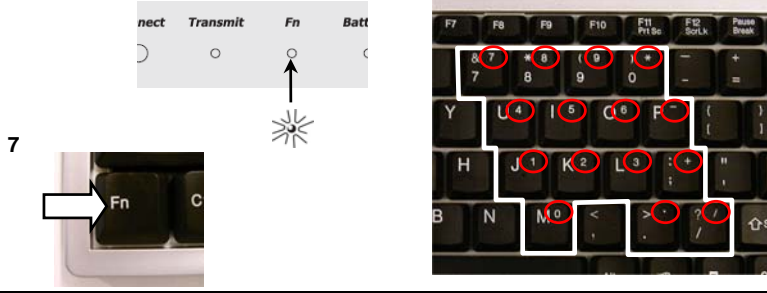 nect Transmit Fn Batt
7
Fn C
F7 F8 F9 F10 F11 F12 Pause
Prt Sc ScrLk Break
& 7 * 8 ( 9 ) * _ +
7 8 9 0 - =
Y U 4 I 5 O 6 P - { }
[ ]
H J 1 K 2 L 3 : + "
; '
B N M 0 < > . ? /
, . / ⇧